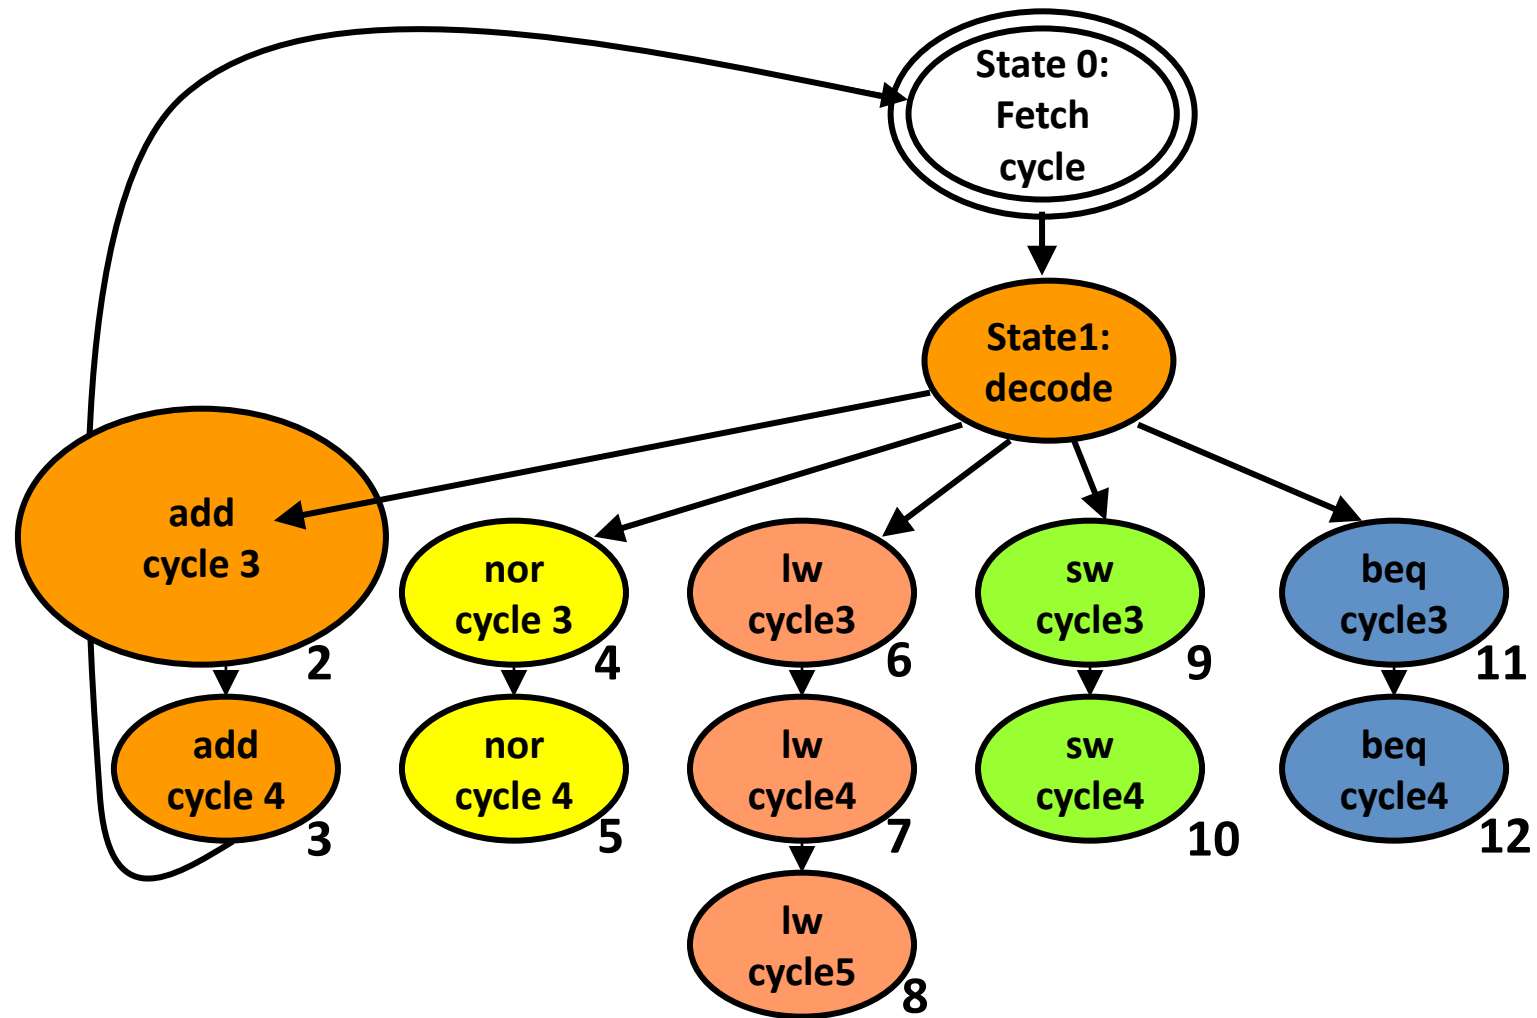 State 0:
Fetch
cycle
State1:
decode
add
cycle 3
2
nor
cycle 3
4
lw
cycle3
6
sw
cycle3
9
beq
cycle3
11
add
cycle 4
3
nor
cycle 4
5
lw
cycle4
7
sw
cycle4
10
beq
cycle4
12
lw
cycle5
8